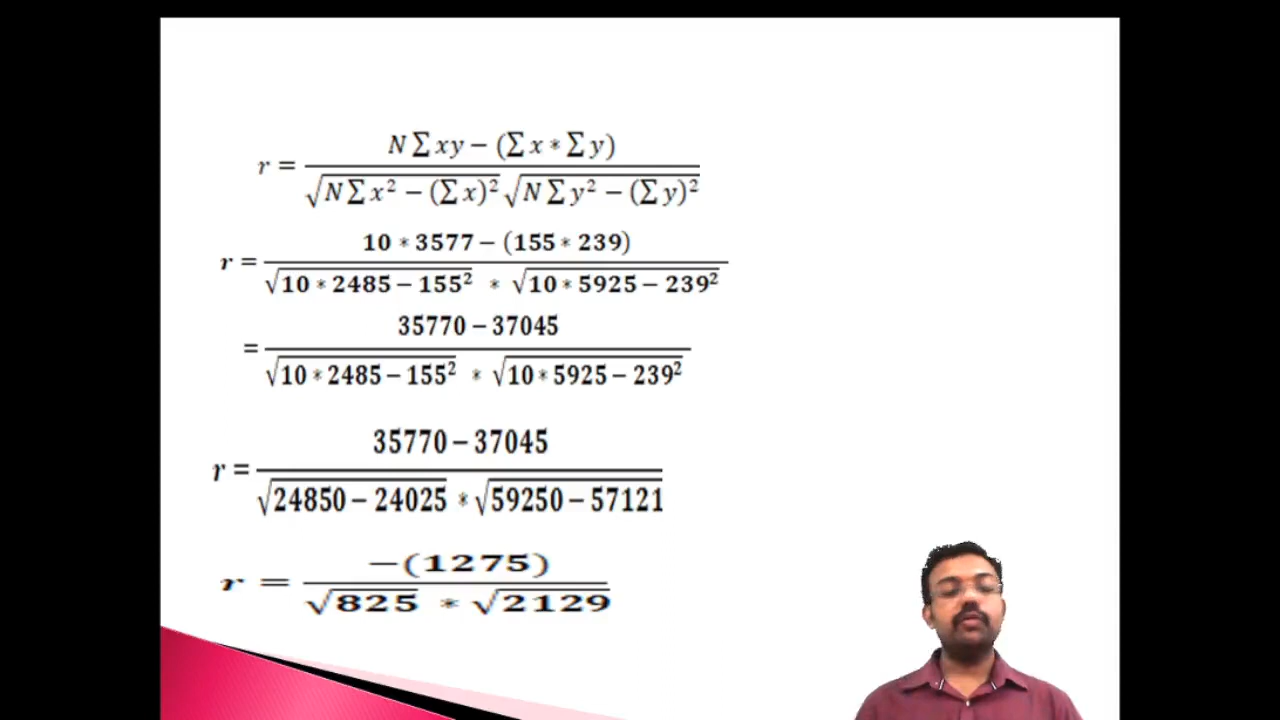 r = N ∑ xy − (∑ x * ∑ y) / √N ∑ x² − (∑ x)² √N ∑ y² − (∑ y)²
r = 10 * 3577 − (155 * 239) / √10 * 2485 − 155² * √10 * 5925 − 239²
= 35770 − 37045 / √10 * 2485 − 155² * √10 * 5925 − 239²
r = 35770 − 37045 / √24850 − 24025 * √59250 − 57121
r = −(1275) / √825 * √2129